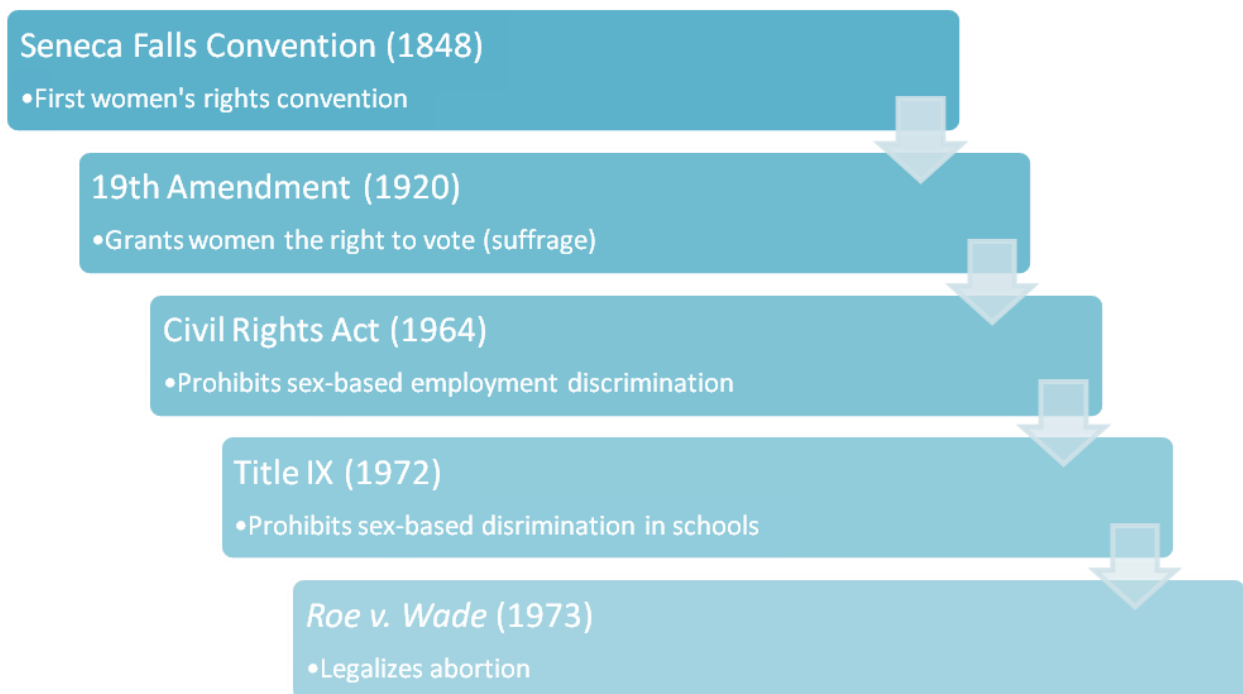 Seneca Falls Convention (1848)
•First women's rights convention
19th Amendment (1920)
•Grants women the right to vote (suffrage)
Civil Rights Act (1964)
•Prohibits sex-based employment discrimination
Title IX (1972)
•Prohibits sex-based disrimination in schools
Roe v. Wade (1973)
•Legalizes abortion